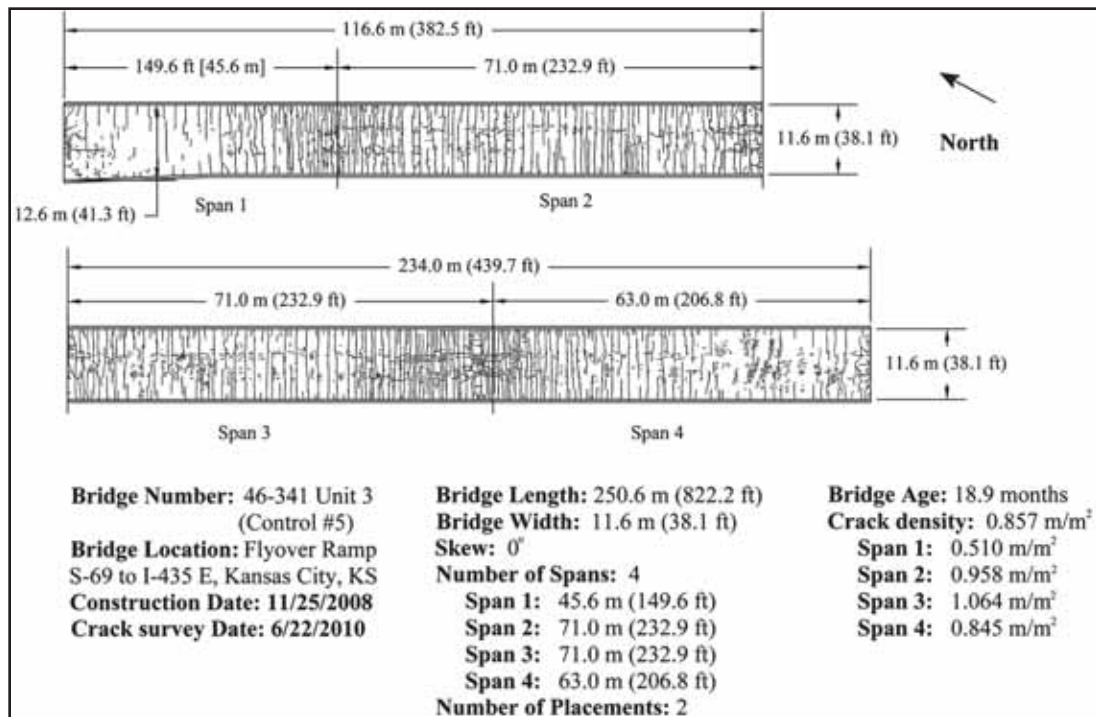 116.6 m (382.5 ft)
149.6 ft [45.6 m]
71.0 m (232.9 ft)
11.6 m (38.1 ft)
North
12.6 m (41.3 ft)
Span 1
Span 2
234.0 m (439.7 ft)
71.0 m (232.9 ft)
63.0 m (206.8 ft)
11.6 m (38.1 ft)
Span 3
Span 4
Bridge Number: 46-341 Unit 3
(Control #5)
Bridge Location: Flyover Ramp
S-69 to I-435 E, Kansas City, KS
Construction Date: 11/25/2008
Crack survey Date: 6/22/2010
Bridge Length: 250.6 m (822.2 ft)
Bridge Width: 11.6 m (38.1 ft)
Skew: 0°
Number of Spans: 4
Span 1: 45.6 m (149.6 ft)
Span 2: 71.0 m (232.9 ft)
Span 3: 71.0 m (232.9 ft)
Span 4: 63.0 m (206.8 ft)
Number of Placements: 2
Bridge Age: 18.9 months
Crack density: 0.857 m/m²
Span 1: 0.510 m/m²
Span 2: 0.958 m/m²
Span 3: 1.064 m/m²
Span 4: 0.845 m/m²